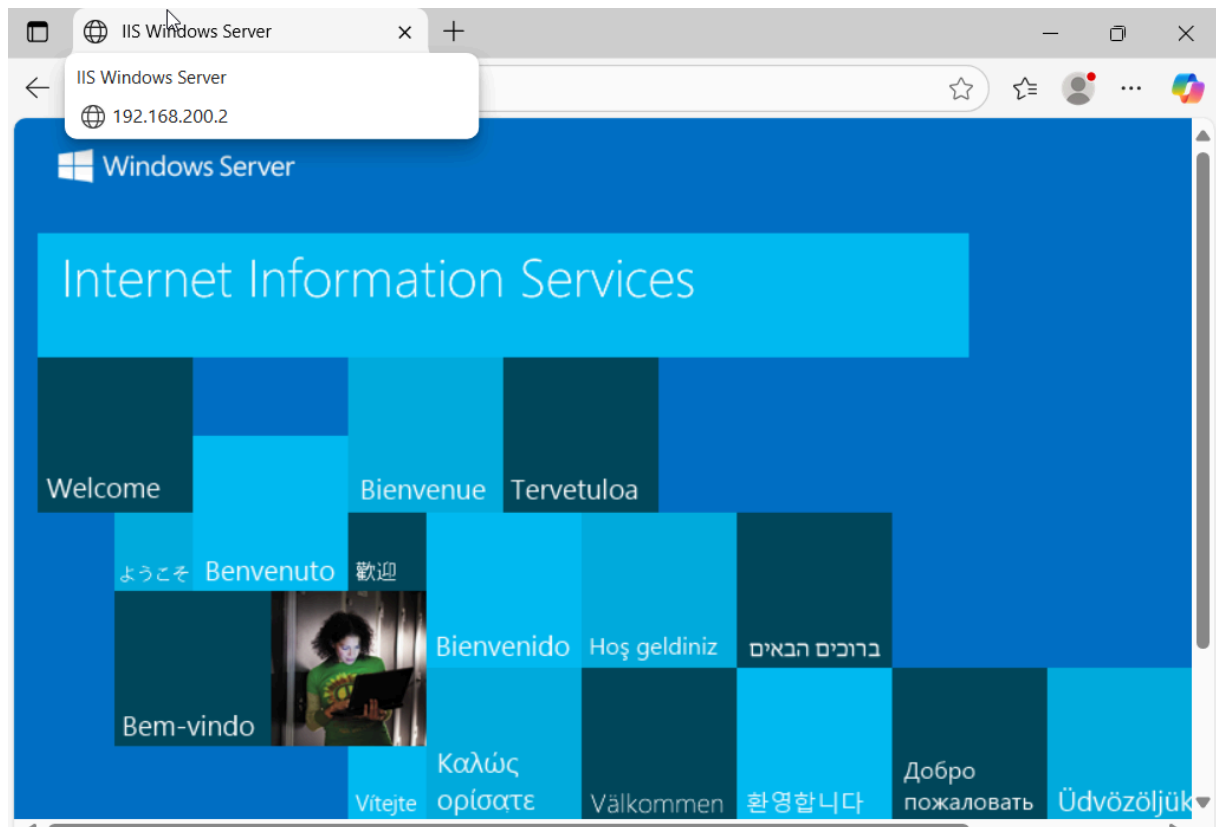 IIS Windows Server
IIS Windows Server
192.168.200.2
Windows Server
Internet Information Services
Welcome
Bienvenue
Tervetuloa
ようこそ
Benvenuto
歡迎
Bienvenido
Hoş geldiniz
ברוכים הבאים
Bem-vindo
Vítejte
Καλώς
ορίσατε
Välkommen
환영합니다
Добро
пожаловать
Üdvözöljük